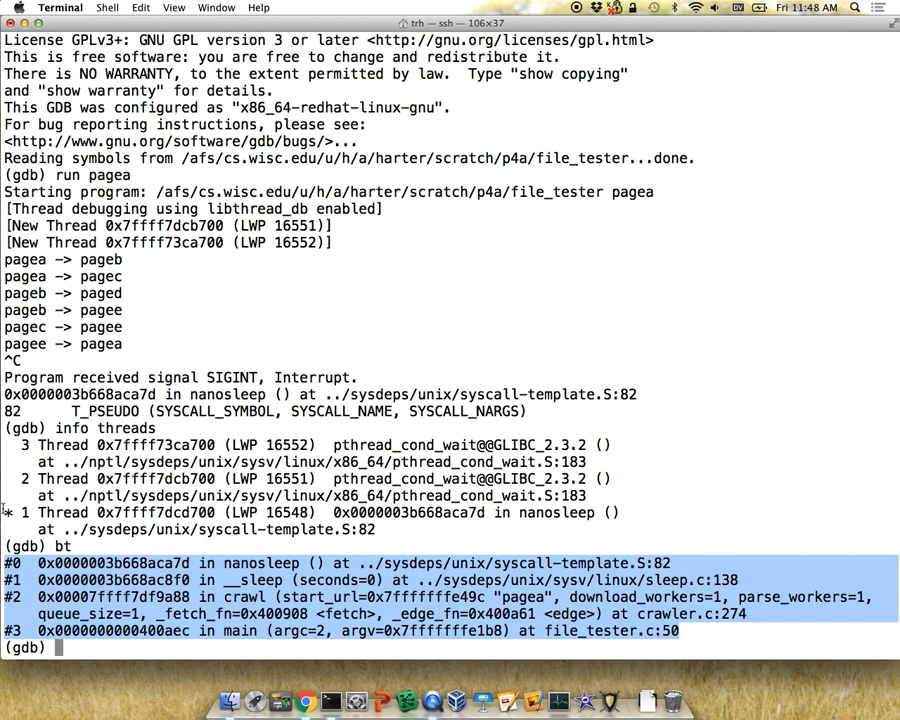 Terminal Shell Edit View Window Help Fri 11:48 AM
trh — ssh — 106×37
License GPLv3+: GNU GPL version 3 or later <http://gnu.org/licenses/gpl.html>
This is free software: you are free to change and redistribute it.
There is NO WARRANTY, to the extent permitted by law.  Type "show copying"
and "show warranty" for details.
This GDB was configured as "x86_64-redhat-linux-gnu".
For bug reporting instructions, please see:
<http://www.gnu.org/software/gdb/bugs/>...
Reading symbols from /afs/cs.wisc.edu/u/h/a/harter/scratch/p4a/file_tester...done.
(gdb) run pagea
Starting program: /afs/cs.wisc.edu/u/h/a/harter/scratch/p4a/file_tester pagea
[Thread debugging using libthread_db enabled]
[New Thread 0x7ffff7dcb700 (LWP 16551)]
[New Thread 0x7ffff73ca700 (LWP 16552)]
pagea -> pageb
pagea -> pagec
pageb -> paged
pageb -> pagee
pagec -> pagee
pagee -> pagea
^C
Program received signal SIGINT, Interrupt.
0x0000003b668aca7d in nanosleep () at ../sysdeps/unix/syscall-template.S:82
82      T_PSEUDO (SYSCALL_SYMBOL, SYSCALL_NAME, SYSCALL_NARGS)
(gdb) info threads
  3 Thread 0x7ffff73ca700 (LWP 16552)  pthread_cond_wait@@GLIBC_2.3.2 ()
    at ../nptl/sysdeps/unix/sysv/linux/x86_64/pthread_cond_wait.S:183
  2 Thread 0x7ffff7dcb700 (LWP 16551)  pthread_cond_wait@@GLIBC_2.3.2 ()
    at ../nptl/sysdeps/unix/sysv/linux/x86_64/pthread_cond_wait.S:183
* 1 Thread 0x7ffff7dcd700 (LWP 16548)  0x0000003b668aca7d in nanosleep ()
    at ../sysdeps/unix/syscall-template.S:82
(gdb) bt
#0  0x0000003b668aca7d in nanosleep () at ../sysdeps/unix/syscall-template.S:82
#1  0x0000003b668ac8f0 in __sleep (seconds=0) at ../sysdeps/unix/sysv/linux/sleep.c:138
#2  0x00007ffff7df9a88 in crawl (start_url=0x7fffffffe49c "pagea", download_workers=1, parse_workers=1,
    queue_size=1, _fetch_fn=0x400908 <fetch>, _edge_fn=0x400a61 <edge>) at crawler.c:274
#3  0x0000000000400aec in main (argc=2, argv=0x7fffffffe1b8) at file_tester.c:50
(gdb)